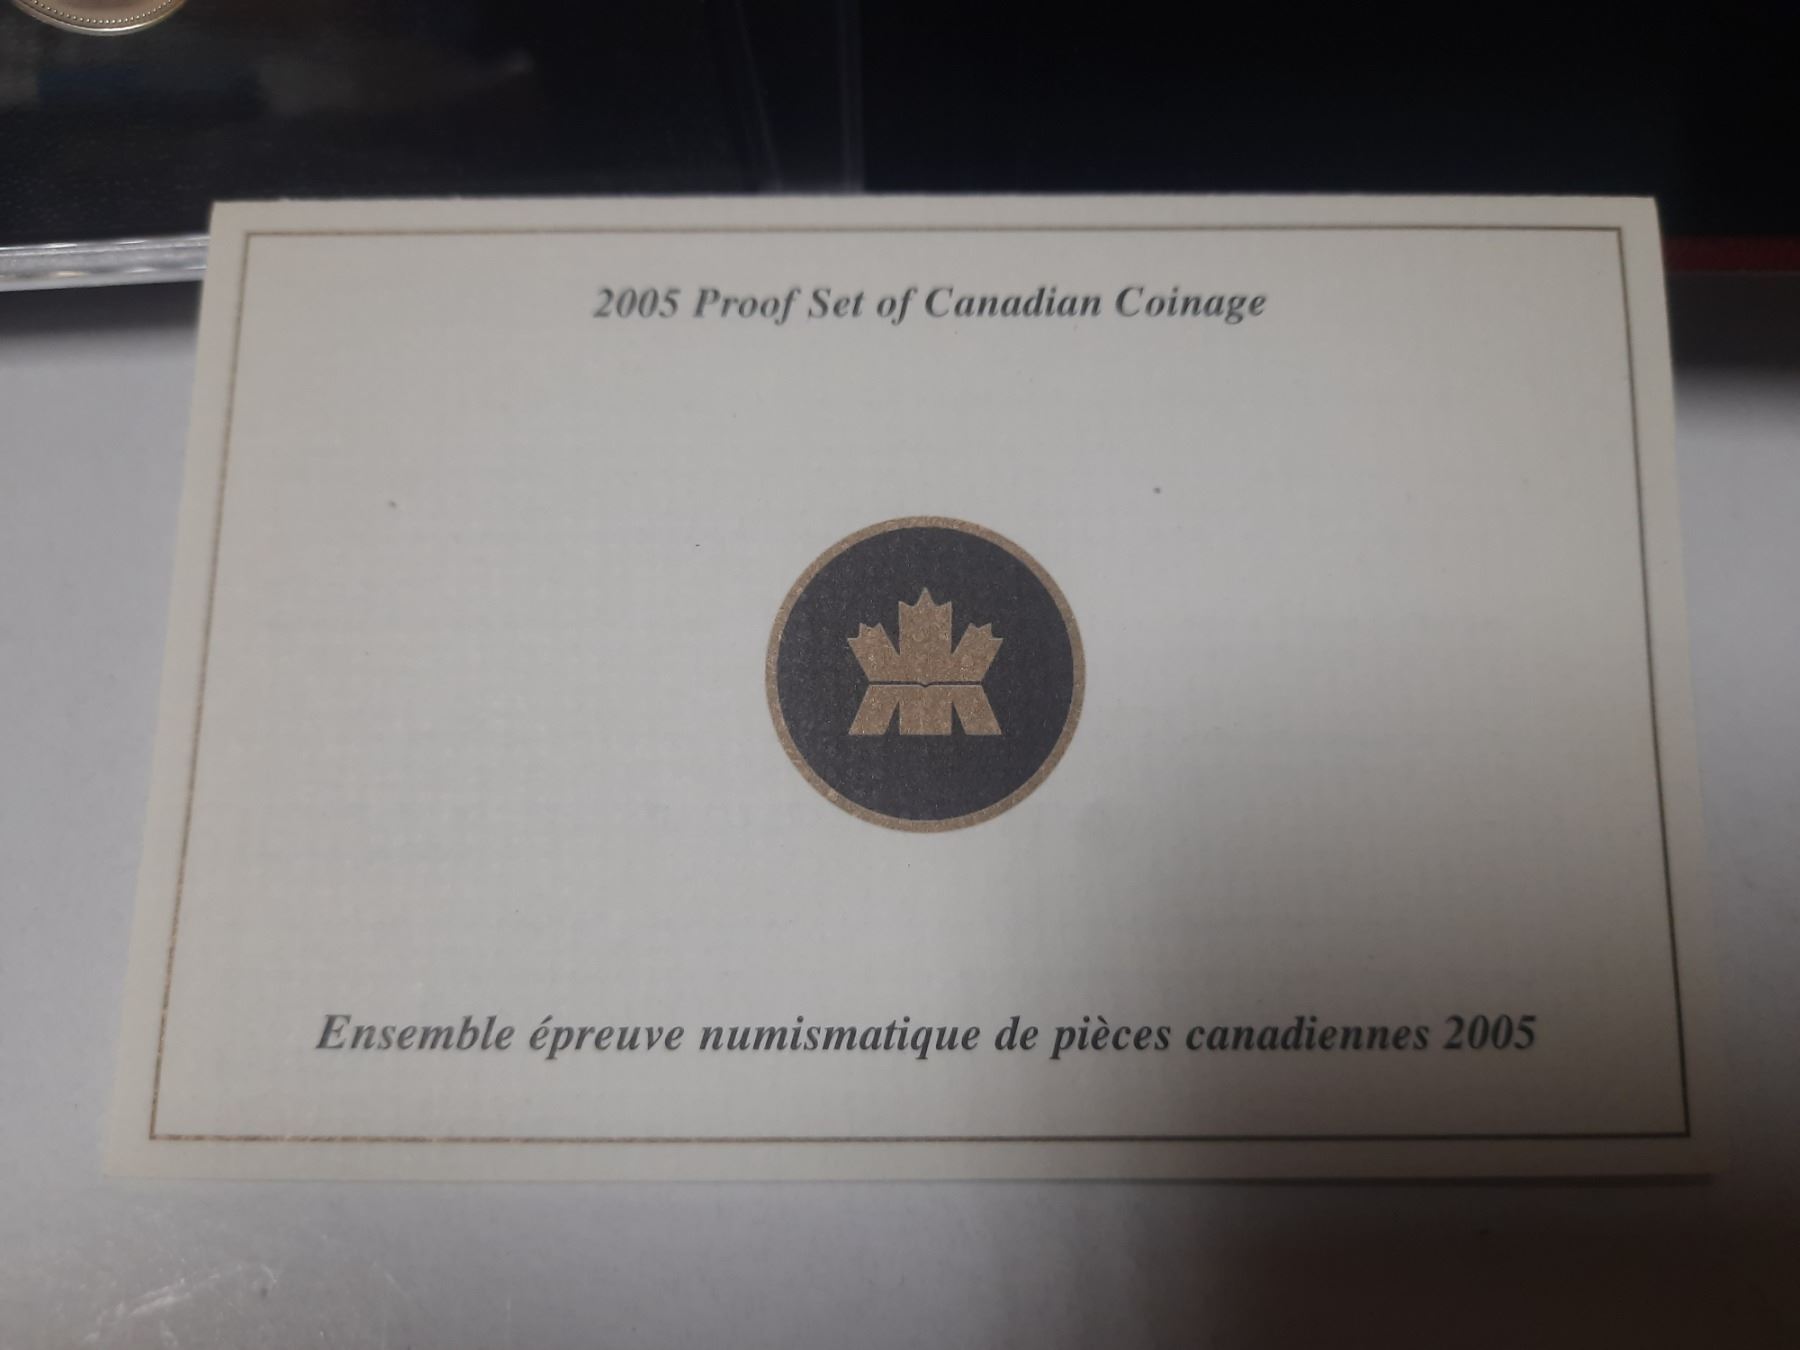 2005 Proof Set of Canadian Coinage
Ensemble épreuve numismatique de pièces canadiennes 2005